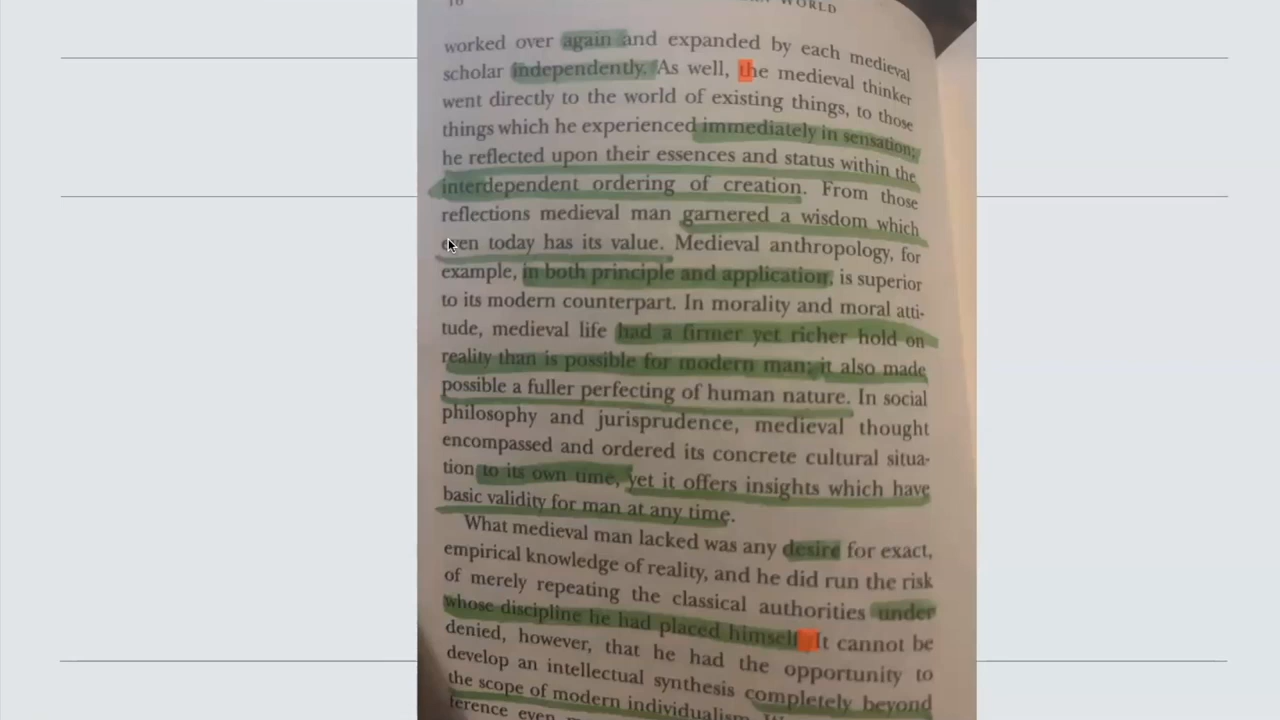 WORLD
worked over again and expanded by each medieval
scholar independently. As well, the medieval thinker
went directly to the world of existing things, to those
things which he experienced immediately in sensation;
he reflected upon their essences and status within the
interdependent ordering of creation. From those
reflections medieval man garnered a wisdom which
even today has its value. Medieval anthropology, for
example, in both principle and application, is superior
to its modern counterpart. In morality and moral atti-
tude, medieval life had a firmer yet richer hold on
reality than is possible for modern man; it also made
possible a fuller perfecting of human nature. In social
philosophy and jurisprudence, medieval thought
encompassed and ordered its concrete cultural situa-
tion to its own time, yet it offers insights which have
basic validity for man at any time.
What medieval man lacked was any desire for exact,
empirical knowledge of reality, and he did run the risk
of merely repeating the classical authorities under
whose discipline he had placed himself. It cannot be
denied, however, that he had the opportunity to
develop an intellectual synthesis completely beyond
the scope of modern individualism.
even